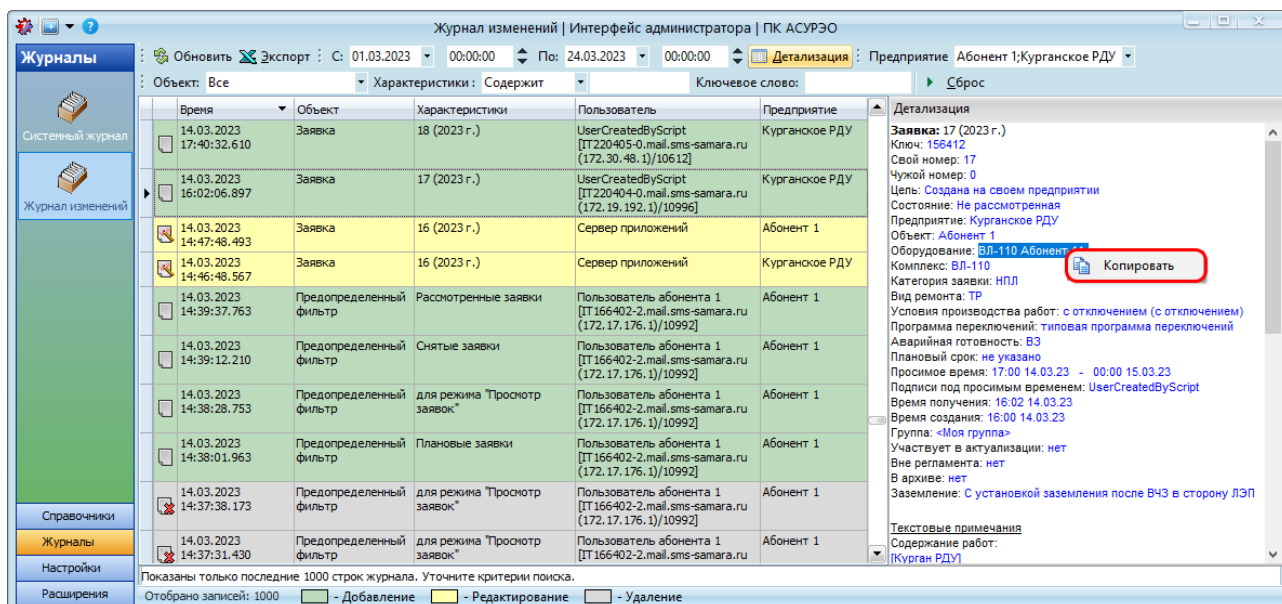 Журнал изменений | Интерфейс администратора | ПК АСУРЭО
Журналы
Обновить Экспорт С: 01.03.2023 00:00:00 По: 24.03.2023 00:00:00 Детализация Предприятие Абонент 1;Курганское РДУ
Объект: Все Характеристики: Содержит Ключевое слово: Сброс
Системный журнал
Журнал изменений
Справочники
Журналы
Настройки
Расширения
Время Объект Характеристики Пользователь Предприятие
14.03.2023 Заявка 18 (2023 г.) UserCreatedByScript Курганское РДУ
17:40:32.610 [IT220405-0.mail.sms-samara.ru
(172.30.48.1)/10612]
14.03.2023 Заявка 17 (2023 г.) UserCreatedByScript Курганское РДУ
16:02:06.897 [IT220404-0.mail.sms-samara.ru
(172.19.192.1)/10996]
14.03.2023 Заявка 16 (2023 г.) Сервер приложений Абонент 1
14:47:48.493
14.03.2023 Заявка 16 (2023 г.) Сервер приложений Курганское РДУ
14:46:48.567
14.03.2023 Предопределенный Рассмотренные заявки Пользователь абонента 1 Абонент 1
14:39:37.763 фильтр [IT166402-2.mail.sms-samara.ru
(172.17.176.1)/10992]
14.03.2023 Предопределенный Снятые заявки Пользователь абонента 1 Абонент 1
14:39:12.210 фильтр [IT166402-2.mail.sms-samara.ru
(172.17.176.1)/10992]
14.03.2023 Предопределенный для режима "Просмотр Пользователь абонента 1 Абонент 1
14:38:28.753 фильтр заявок" [IT166402-2.mail.sms-samara.ru
(172.17.176.1)/10992]
14.03.2023 Предопределенный Плановые заявки Пользователь абонента 1 Абонент 1
14:38:01.963 фильтр [IT166402-2.mail.sms-samara.ru
(172.17.176.1)/10992]
14.03.2023 Предопределенный для режима "Просмотр Пользователь абонента 1 Абонент 1
14:37:38.173 фильтр заявок" [IT166402-2.mail.sms-samara.ru
(172.17.176.1)/10992]
14.03.2023 Предопределенный для режима "Просмотр Пользователь абонента 1 Абонент 1
14:37:31.430 фильтр заявок" [IT166402-2.mail.sms-samara.ru
Детализация
Заявка: 17 (2023 г.)
Ключ: 156412
Свой номер: 17
Чужой номер: 0
Цель: Создана на своем предприятии
Состояние: Не рассмотренная
Предприятие: Курганское РДУ
Объект: Абонент 1
Оборудование: ВЛ-110 Абонент
Копировать
Комплекс: ВЛ-110
Категория заявки: НПЛ
Вид ремонта: ТР
Условия производства работ: с отключением (с отключением)
Программа переключений: типовая программа переключений
Аварийная готовность: ВЗ
Плановый срок: не указано
Просимое время: 17:00 14.03.23 - 00:00 15.03.23
Подписи под просимым временем: UserCreatedByScript
Время получения: 16:02 14.03.23
Время создания: 16:00 14.03.23
Группа: <Моя группа>
Участвует в актуализации: нет
Вне регламента: нет
В архиве: нет
Заземление: С установкой заземления после ВЧЗ в сторону ЛЭП
Текстовые примечания
Содержание работ:
[Курган РДУ]
Показаны только последние 1000 строк журнала. Уточните критерии поиска.
Отобрано записей: 1000 - Добавление - Редактирование - Удаление